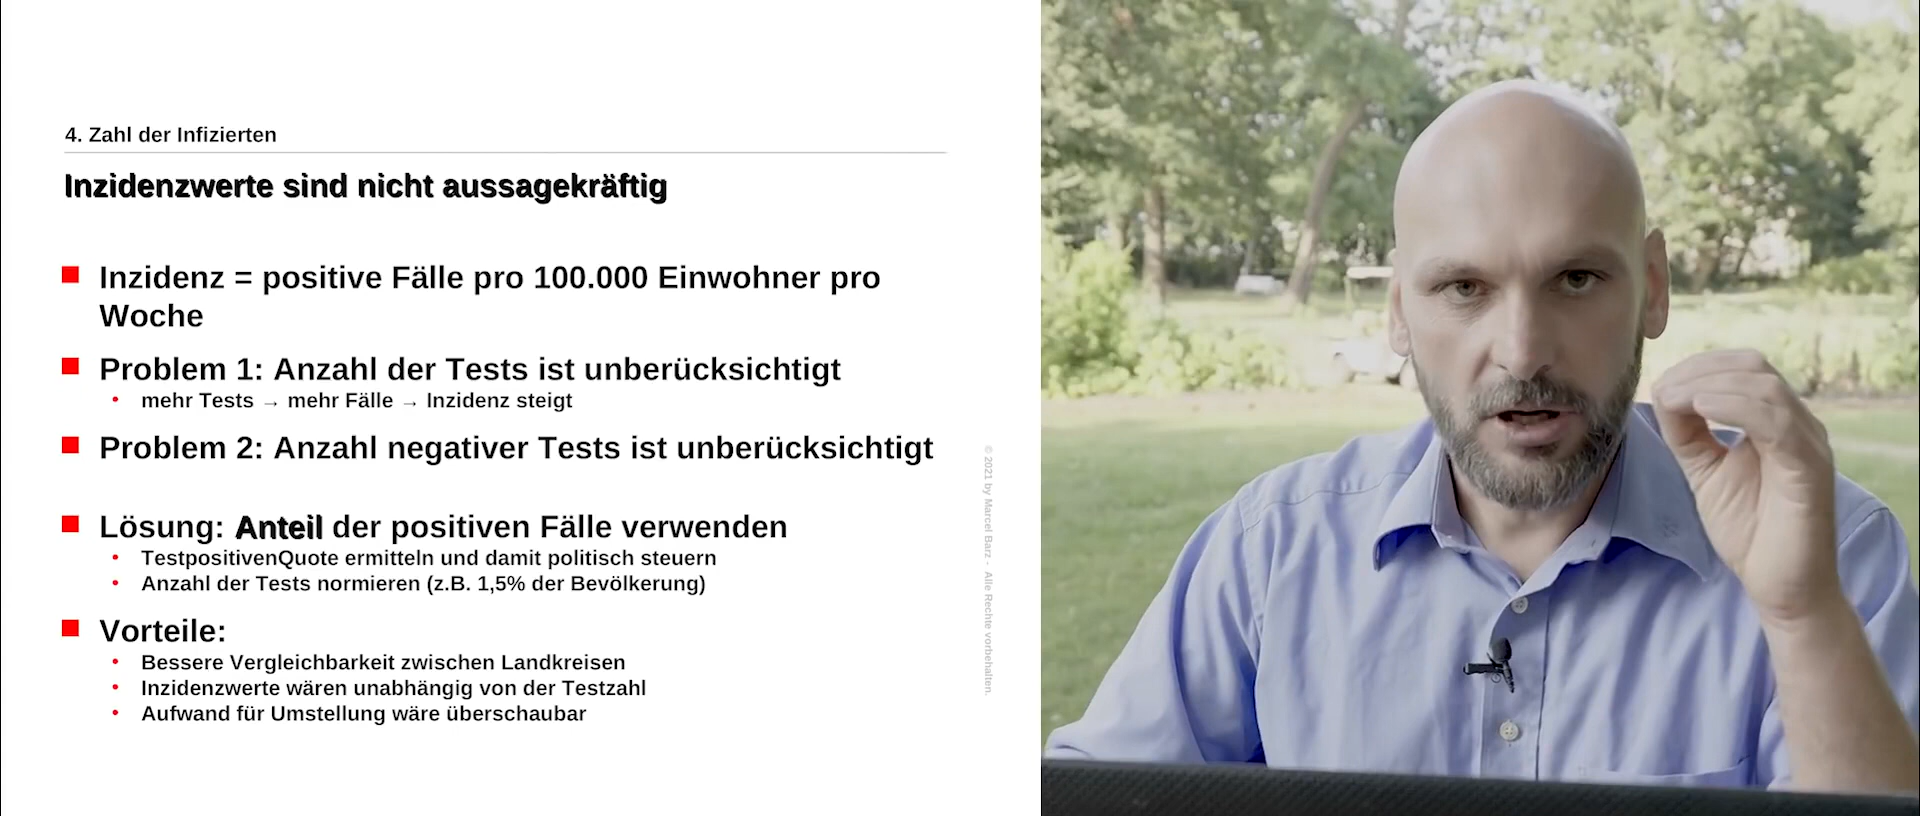 4. Zahl der Infizierten
Inzidenzwerte sind nicht aussagekräftig
Inzidenz = positive Fälle pro 100.000 Einwohner pro
Woche
Problem 1: Anzahl der Tests ist unberücksichtigt
mehr Tests → mehr Fälle → Inzidenz steigt
Problem 2: Anzahl negativer Tests ist unberücksichtigt
Lösung: Anteil der positiven Fälle verwenden
TestpositivenQuote ermitteln und damit politisch steuern
Anzahl der Tests normieren (z.B. 1,5% der Bevölkerung)
Vorteile:
Bessere Vergleichbarkeit zwischen Landkreisen
Inzidenzwerte wären unabhängig von der Testzahl
Aufwand für Umstellung wäre überschaubar
© 2021 by Marcel Barz - Alle Rechte vorbehalten.